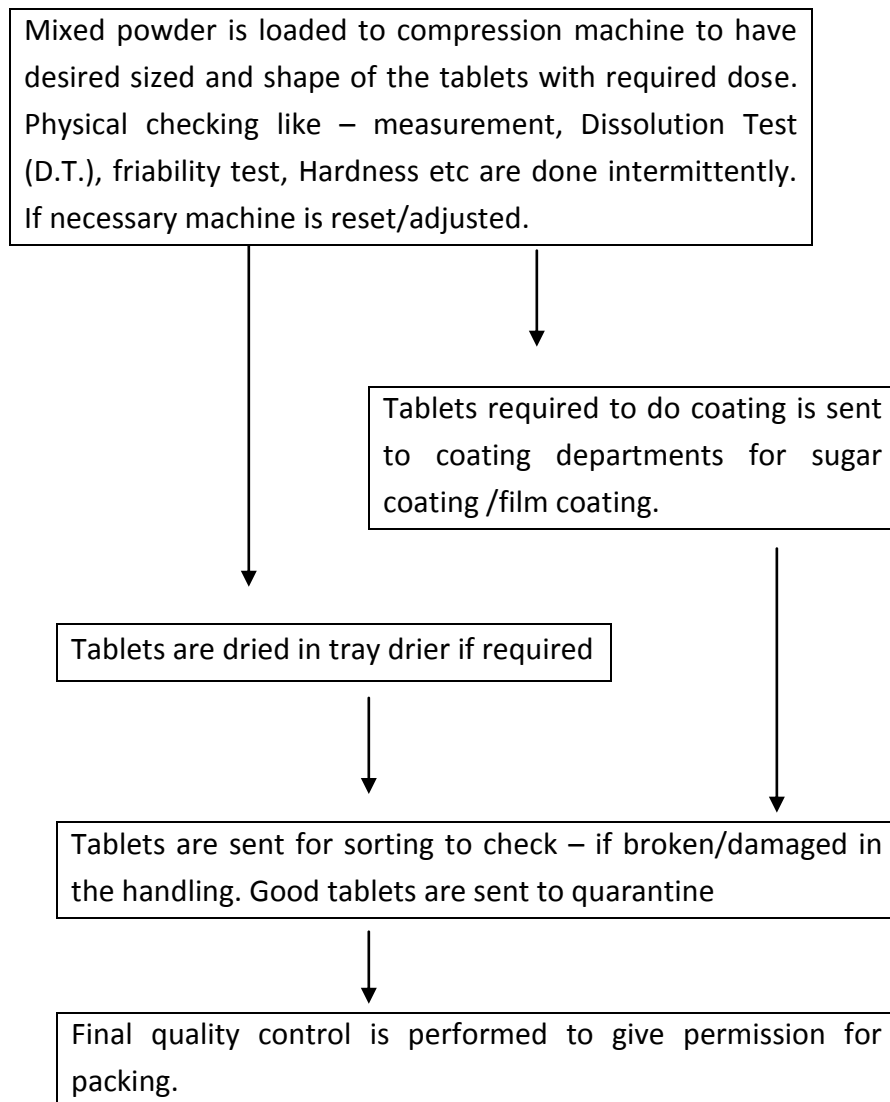 Mixed powder is loaded to compression machine to have
desired sized and shape of the tablets with required dose.
Physical checking like – measurement, Dissolution Test
(D.T.), friability test, Hardness etc are done intermittently.
If necessary machine is reset/adjusted.
Tablets required to do coating is sent
to coating departments for sugar
coating /film coating.
Tablets are dried in tray drier if required
Tablets are sent for sorting to check – if broken/damaged in
the handling. Good tablets are sent to quarantine
Final quality control is performed to give permission for
packing.